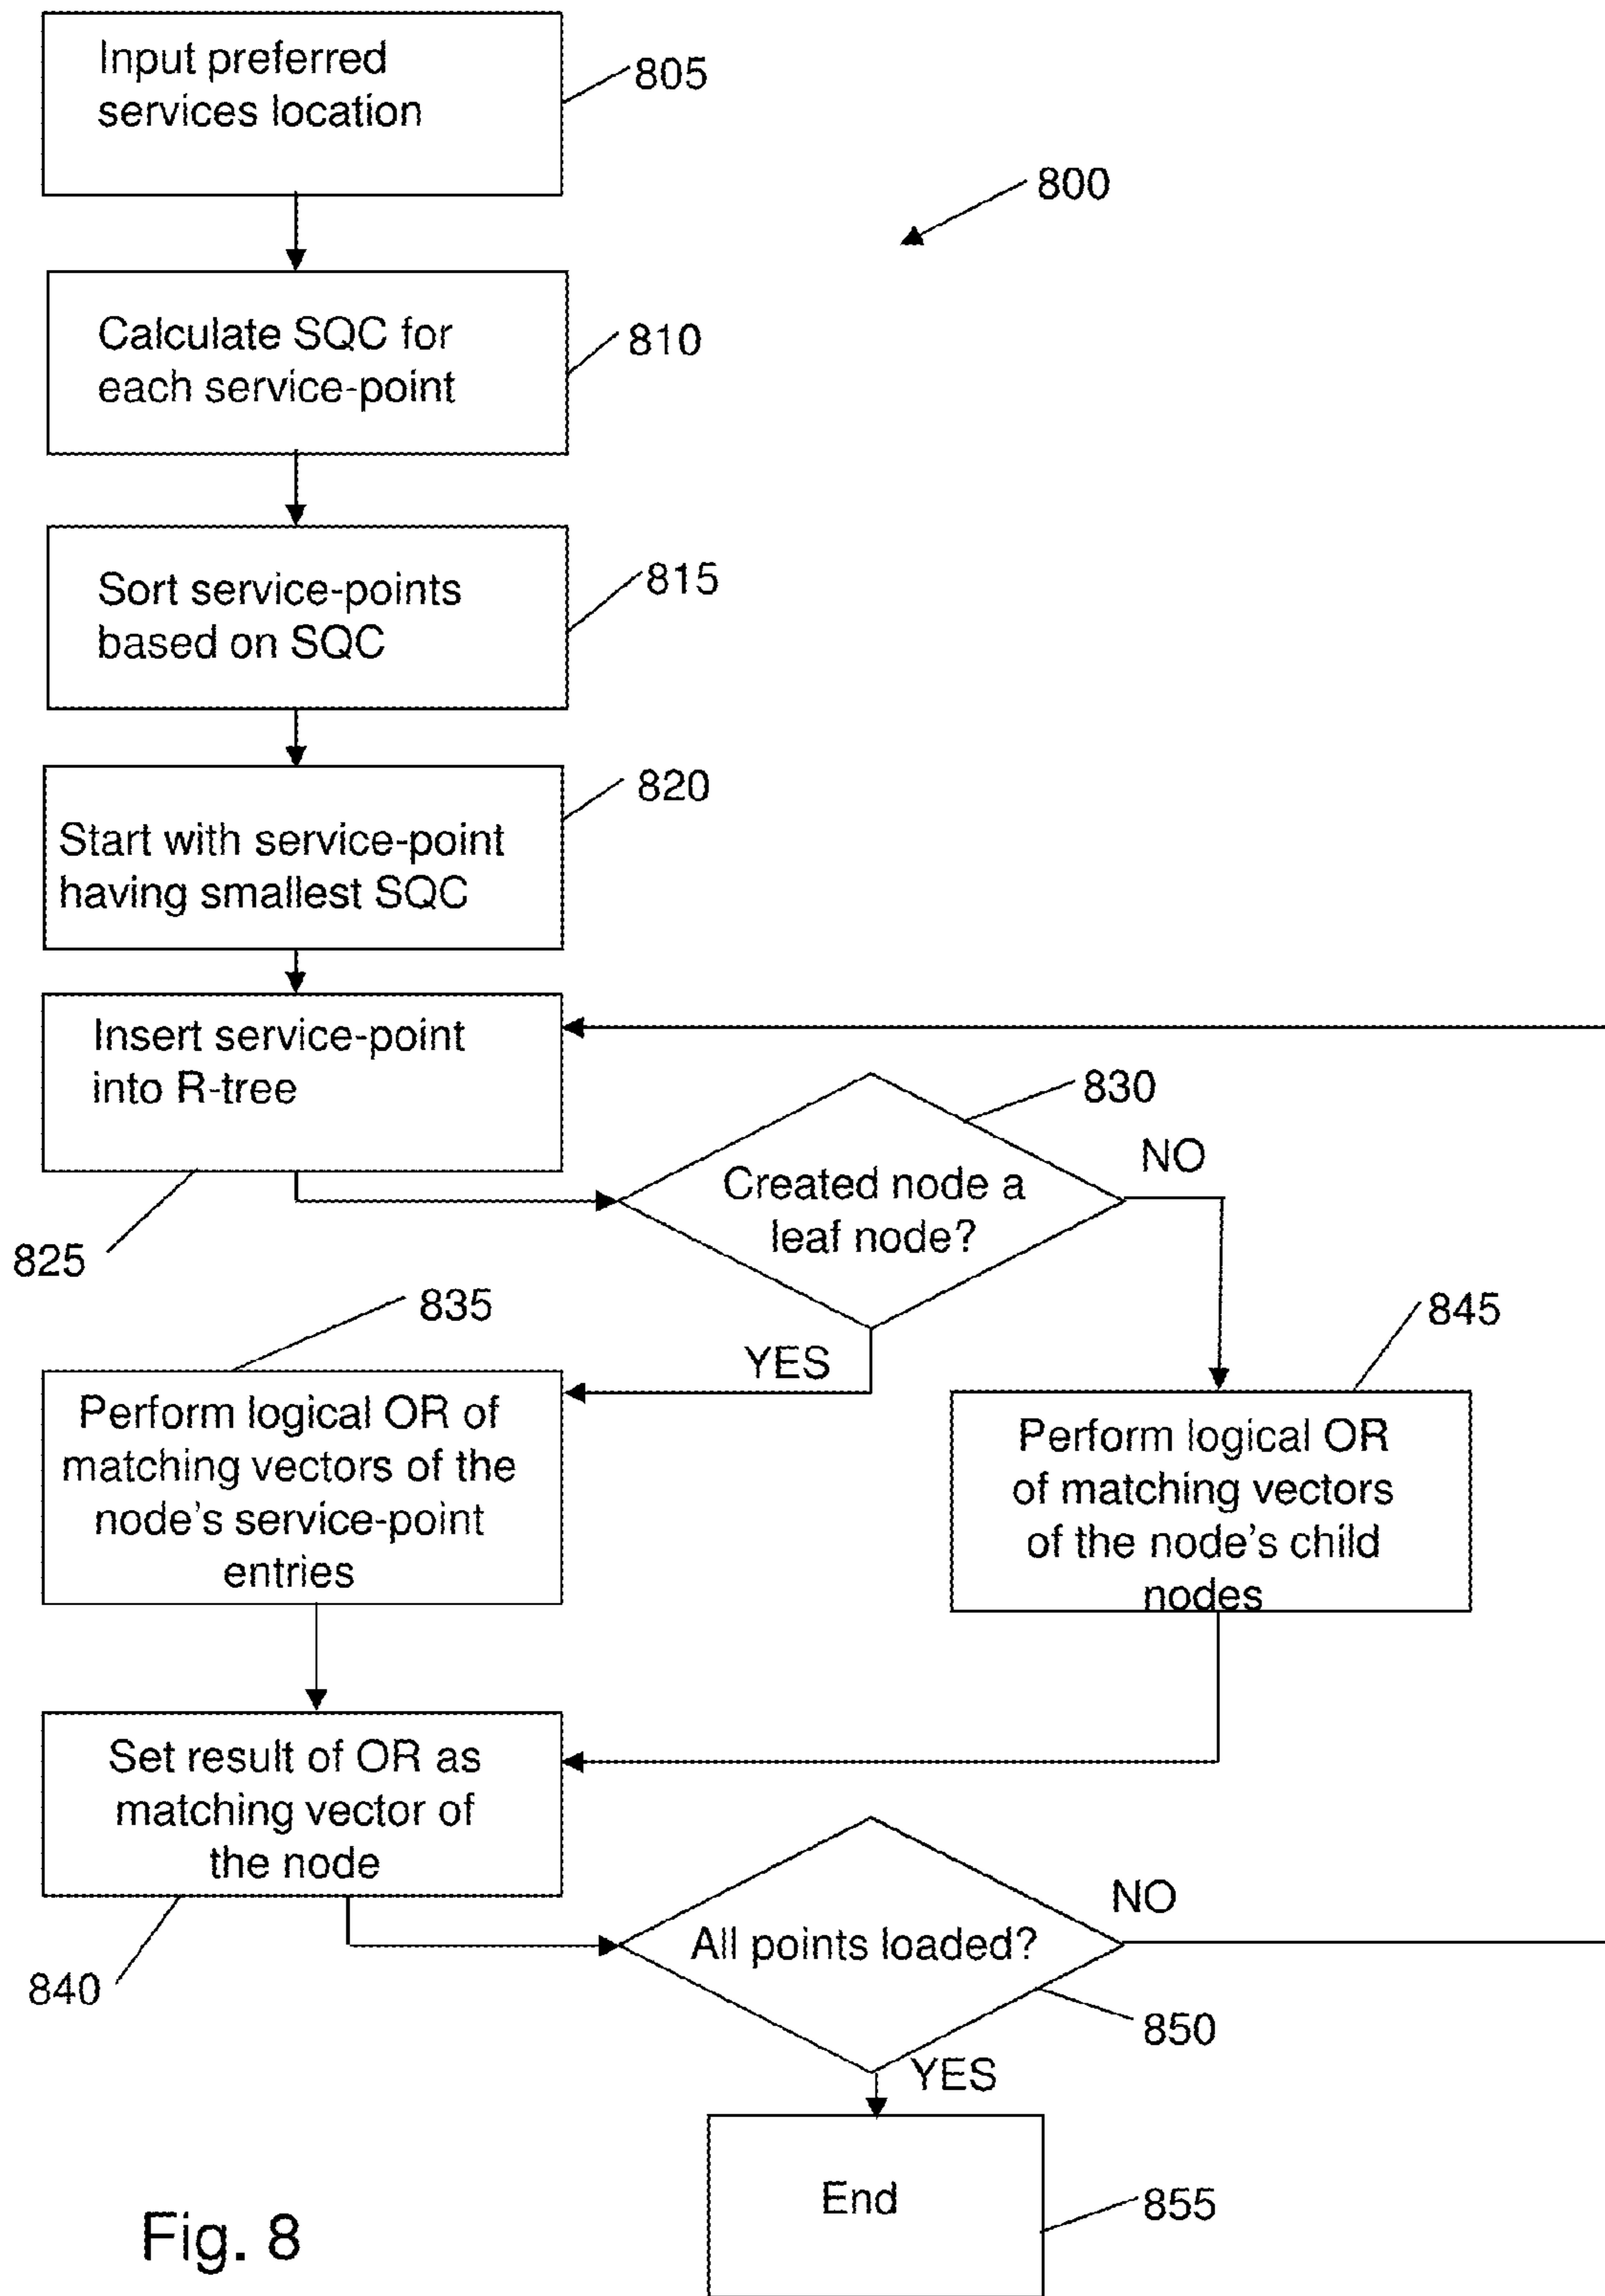 Input preferred
services location
805
800
Calculate SQC for
each service-point
810
Sort service-points
based on SQC
815
Start with service-point
having smallest SQC
820
Insert service-point
into R-tree
825
830
Created node a
leaf node?
NO
YES
835
Perform logical OR of
matching vectors of the
node's service-point
entries
845
Perform logical OR
of matching vectors
of the node's child
nodes
Set result of OR as
matching vector of
the node
840
All points loaded?
NO
850
YES
End
855
Fig. 8